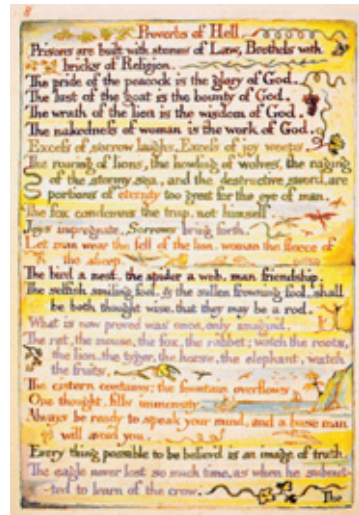 8
Proverbs of Hell.
Prisons are built with stones of Law, Brothels with
bricks of Religion.
The pride of the peacock is the glory of God.
The lust of the goat is the bounty of God.
The wrath of the lion is the wisdom of God.
The nakedness of woman is the work of God.
Excess of sorrow laughs. Excess of joy weeps.
The roaring of lions, the howling of wolves, the raging
of the stormy sea, and the destructive sword, are
portions of eternity too great for the eye of man.
The fox condemns the trap, not himself.
Joys impregnate. Sorrows bring forth.
Let man wear the fell of the lion, woman the fleece of
the sheep.
The bird a nest, the spider a web, man friendship.
The selfish smiling fool, & the sullen frowning fool, shall
be both thought wise, that they may be a rod.
What is now proved was once, only imagin'd.
The rat, the mouse, the fox, the rabbet; watch the roots,
the lion, the tyger, the horse, the elephant, watch
the fruits.
The cistern contains; the fountain overflows
One thought, fills immensity.
Always be ready to speak your mind, and a base man
will avoid you.
Every thing possible to be believ'd is an image of truth.
The eagle never lost so much time, as when he submit-
-ted to learn of the crow.
The